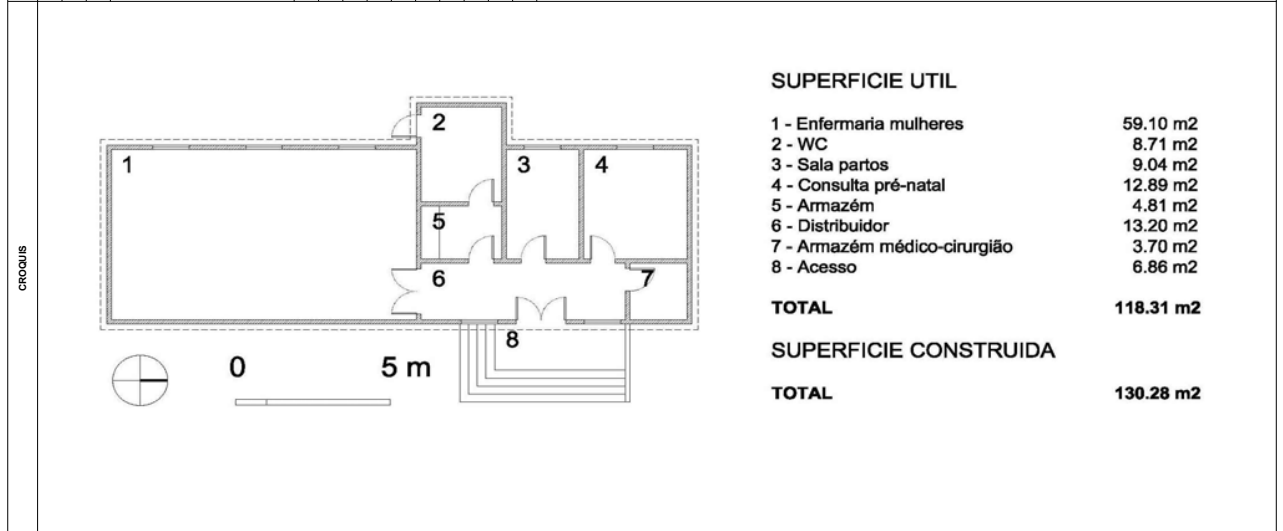 CROQUIS
1
2
3
4
5
6
7
8
0 5 m
SUPERFICIE UTIL
1 - Enfermaria mulheres 59.10 m2
2 - WC 8.71 m2
3 - Sala partos 9.04 m2
4 - Consulta pré-natal 12.89 m2
5 - Armazém 4.81 m2
6 - Distribuidor 13.20 m2
7 - Armazém médico-cirurgião 3.70 m2
8 - Acesso 6.86 m2
TOTAL 118.31 m2
SUPERFICIE CONSTRUIDA
TOTAL 130.28 m2